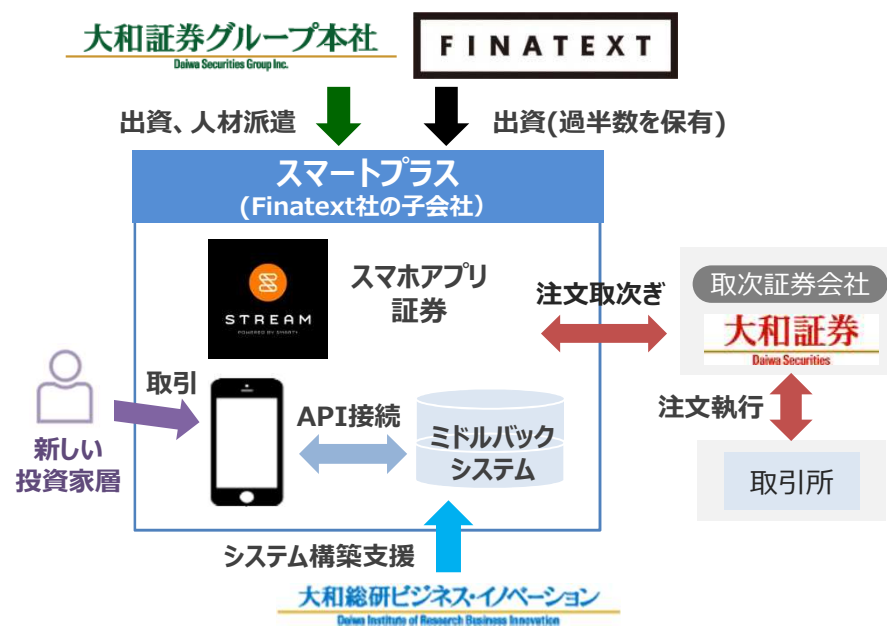 大和証券グループ本社
Daiwa Securities Group Inc.
FINATEXT
出資、人材派遣
出資(過半数を保有)
スマートプラス
(Finatext社の子会社）
STREAM
POWERED BY SMART+
スマホアプリ
証券
注文取次ぎ
取次証券会社
大和証券
Daiwa Securities
取引
API接続
ミドルバック
システム
注文執行
新しい
投資家層
取引所
システム構築支援
大和総研ビジネス・イノベーション
Daiwa Institute of Research Business Innovation